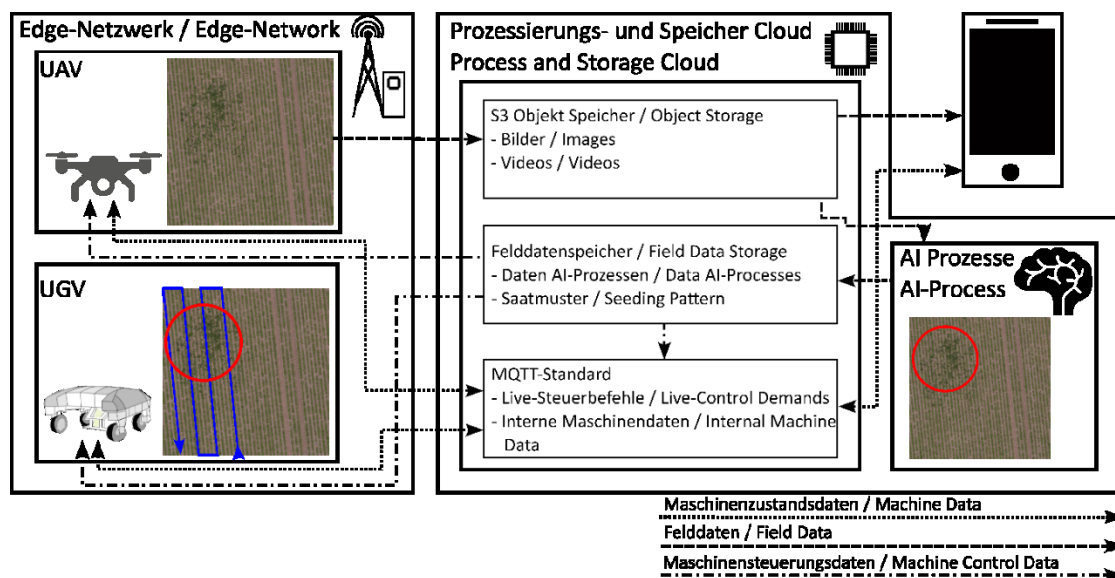 Edge-Netzwerk / Edge-Network
UAV
UGV
Prozessierungs- und Speicher Cloud
Process and Storage Cloud
S3 Objekt Speicher / Object Storage
- Bilder / Images
- Videos / Videos
Felddatenspeicher / Field Data Storage
- Daten AI-Prozessen / Data AI-Processes
- Saatmuster / Seeding Pattern
MQTT-Standard
- Live-Steuerbefehle / Live-Control Demands
- Interne Maschinendaten / Internal Machine
Data
AI Prozesse
AI-Process
Maschinenzustandsdaten / Machine Data
Felddaten / Field Data
Maschinensteuerungsdaten / Machine Control Data